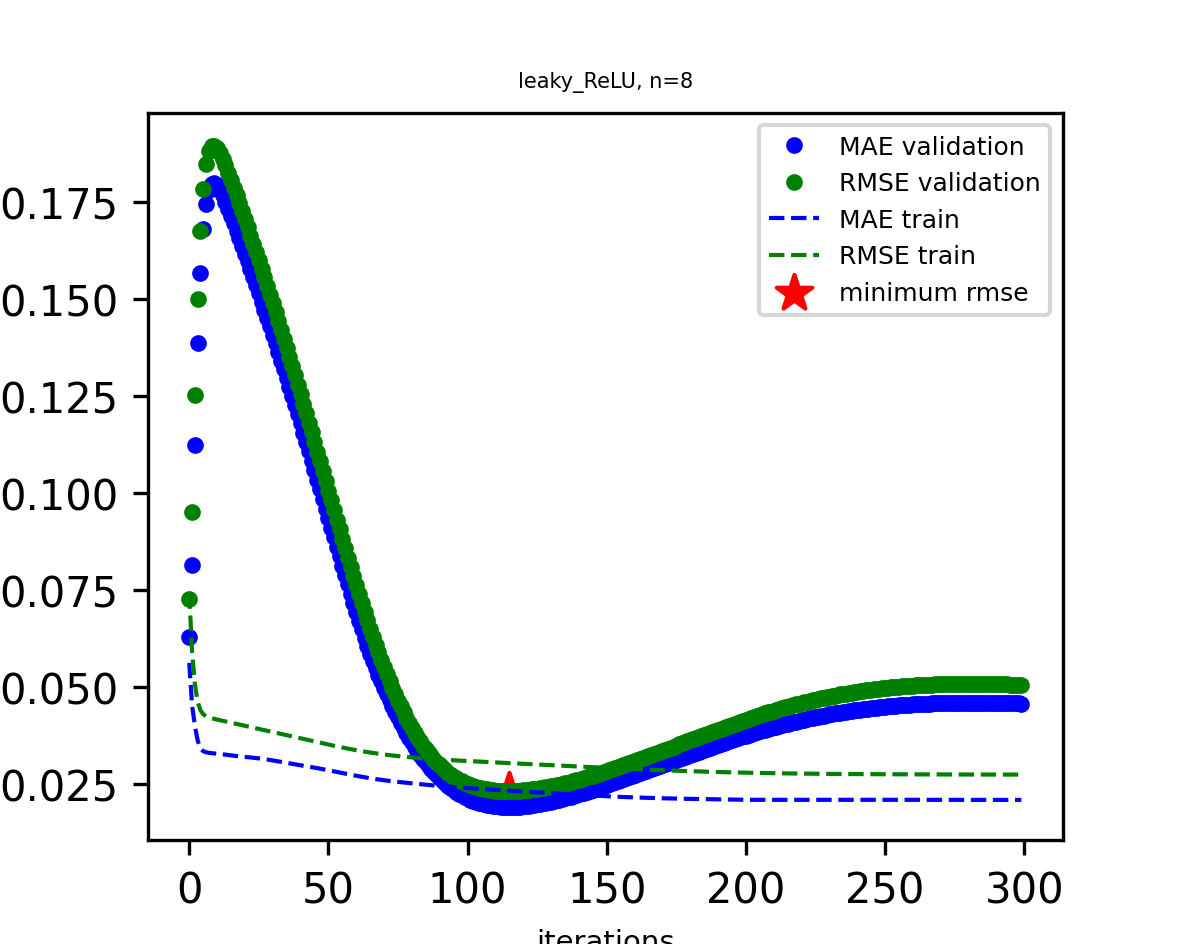 leaky_ReLU, n=8
MAE validation
RMSE validation
MAE train
RMSE train
minimum rmse
0.175
0.150
0.125
0.100
0.075
0.050
0.025
0 50 100 150 200 250 300
iterations